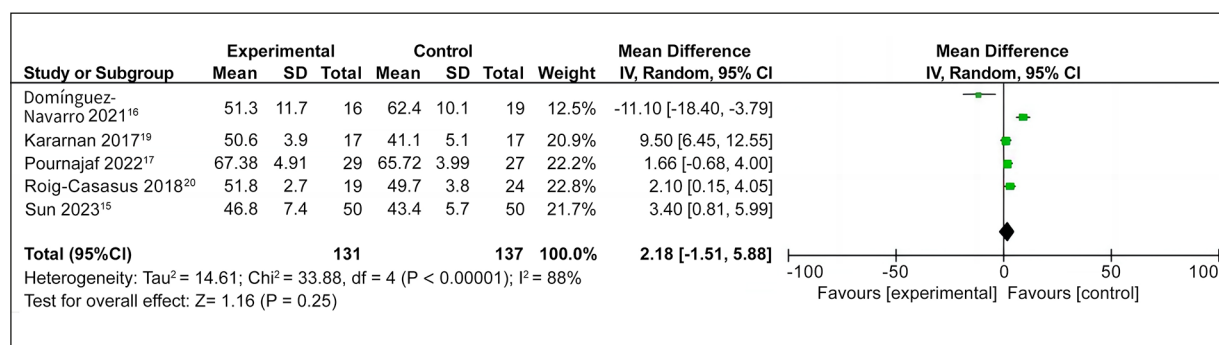 Experimental Control Mean Difference Mean Difference
Study or Subgroup Mean SD Total Mean SD Total Weight IV, Random, 95% CI IV, Random, 95% CI
Domínguez-
Navarro 2021¹⁶ 51.3 11.7 16 62.4 10.1 19 12.5% -11.10 [-18.40, -3.79]
Kararnan 2017¹⁹ 50.6 3.9 17 41.1 5.1 17 20.9% 9.50 [6.45, 12.55]
Pournajaf 2022¹⁷ 67.38 4.91 29 65.72 3.99 27 22.2% 1.66 [-0.68, 4.00]
Roig-Casasus 2018²⁰ 51.8 2.7 19 49.7 3.8 24 22.8% 2.10 [0.15, 4.05]
Sun 2023¹⁵ 46.8 7.4 50 43.4 5.7 50 21.7% 3.40 [0.81, 5.99]
Total (95%CI) 131 137 100.0% 2.18 [-1.51, 5.88]
Heterogeneity: Tau² = 14.61; Chi² = 33.88, df = 4 (P < 0.00001); I² = 88%
Test for overall effect: Z= 1.16 (P = 0.25)
-100 -50 0 50 100
Favours [experimental] Favours [control]